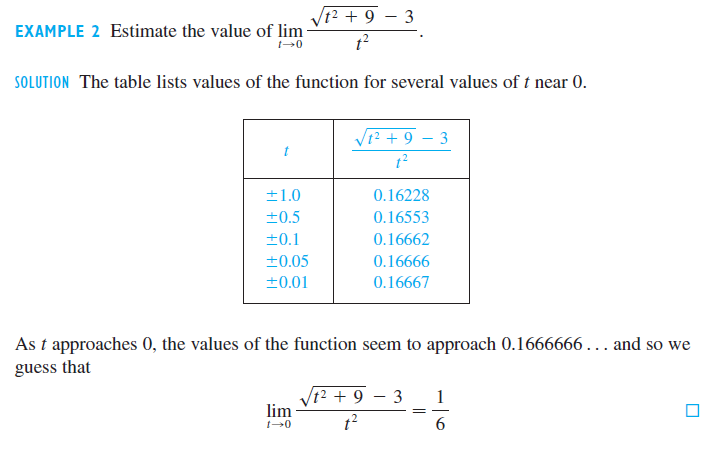 EXAMPLE 2 Estimate the value of lim t→0 (√(t² + 9) − 3)/t².
SOLUTION The table lists values of the function for several values of t near 0.
t | (√(t² + 9) − 3)/t²
±1.0 | 0.16228
±0.5 | 0.16553
±0.1 | 0.16662
±0.05 | 0.16666
±0.01 | 0.16667
As t approaches 0, the values of the function seem to approach 0.1666666 . . . and so we
guess that
lim t→0 (√(t² + 9) − 3)/t² = 1/6